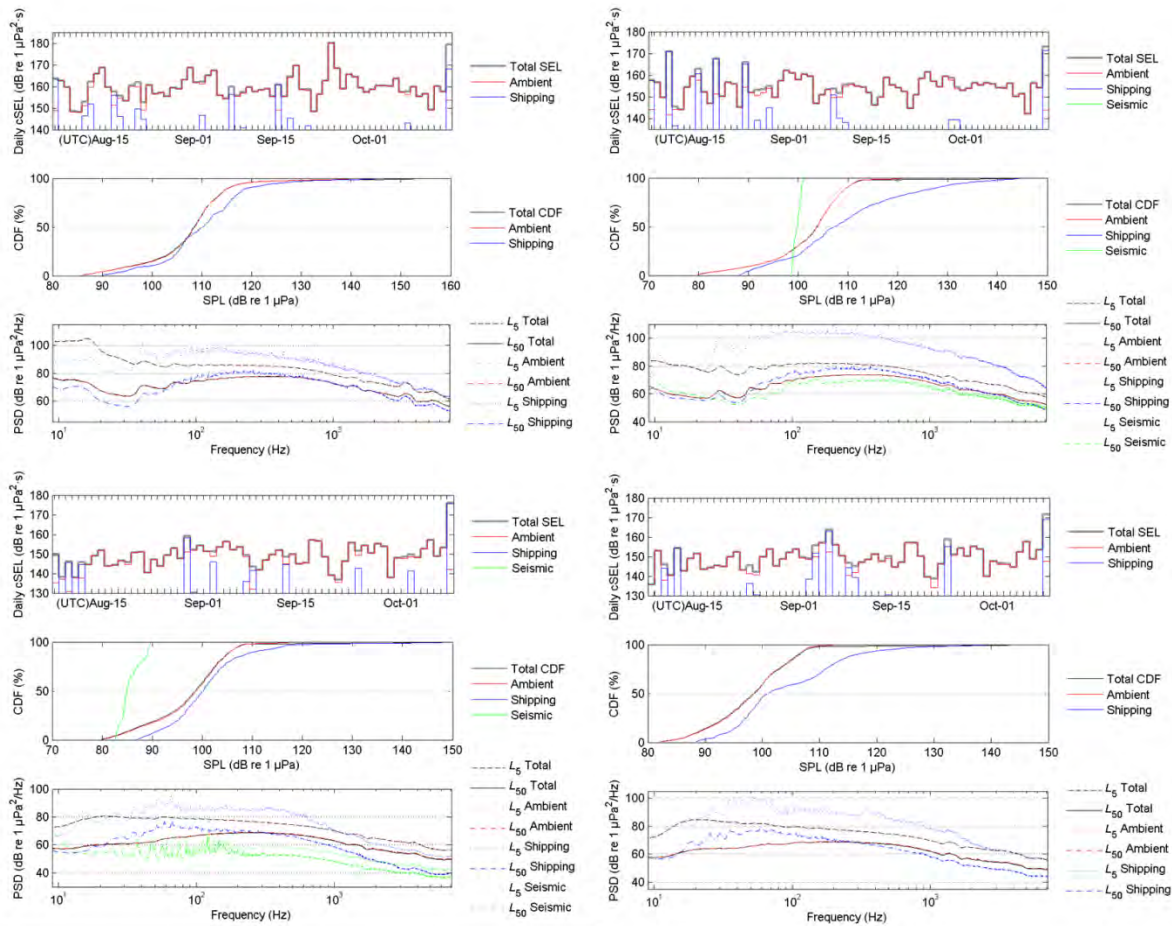 Daily cSEL (dB re 1 µPa²·s)
180
170
160
150
140
(UTC)Aug-15 Sep-01 Sep-15 Oct-01
Total SEL
Ambient
Shipping
CDF (%)
100
50
0
80 90 100 110 120 130 140 150 160
SPL (dB re 1 µPa)
Total CDF
Ambient
Shipping
PSD (dB re 1 µPa²/Hz)
100
80
60
10¹ 10² 10³
Frequency (Hz)
L5 Total
L50 Total
L5 Ambient
L50 Ambient
L5 Shipping
L50 Shipping
Daily cSEL (dB re 1 µPa²·s)
180
170
160
150
140
130
(UTC)Aug-15 Sep-01 Sep-15 Oct-01
Total SEL
Ambient
Shipping
Seismic
CDF (%)
100
50
0
70 80 90 100 110 120 130 140 150
SPL (dB re 1 µPa)
Total CDF
Ambient
Shipping
Seismic
PSD (dB re 1 µPa²/Hz)
100
80
60
40
10¹ 10² 10³
Frequency (Hz)
L5 Total
L50 Total
L5 Ambient
L50 Ambient
L5 Shipping
L50 Shipping
L5 Seismic
L50 Seismic
Daily cSEL (dB re 1 µPa²·s)
180
170
160
150
140
130
(UTC)Aug-15 Sep-01 Sep-15 Oct-01
Total SEL
Ambient
Shipping
Seismic
CDF (%)
100
50
0
70 80 90 100 110 120 130 140 150
SPL (dB re 1 µPa)
Total CDF
Ambient
Shipping
Seismic
PSD (dB re 1 µPa²/Hz)
100
80
60
40
10¹ 10² 10³
Frequency (Hz)
L5 Total
L50 Total
L5 Ambient
L50 Ambient
L5 Shipping
L50 Shipping
L5 Seismic
L50 Seismic
Daily cSEL (dB re 1 µPa²·s)
180
170
160
150
140
130
(UTC)Aug-15 Sep-01 Sep-15 Oct-01
Total SEL
Ambient
Shipping
CDF (%)
100
50
0
80 90 100 110 120 130 140 150
SPL (dB re 1 µPa)
Total CDF
Ambient
Shipping
PSD (dB re 1 µPa²/Hz)
100
80
60
40
10¹ 10² 10³
Frequency (Hz)
L5 Total
L50 Total
L5 Ambient
L50 Ambient
L5 Shipping
L50 Shipping